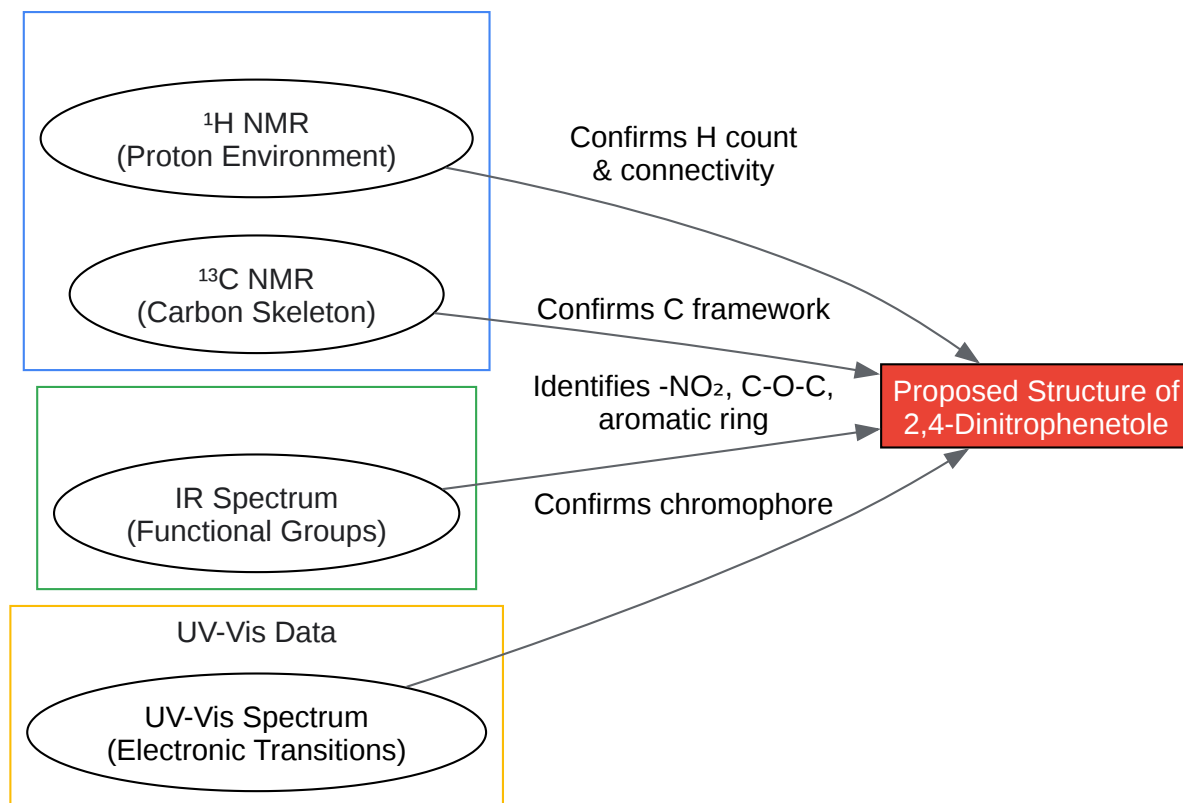 ¹H NMR
(Proton Environment)
Confirms H count
& connectivity
¹³C NMR
(Carbon Skeleton)
Confirms C framework
Identifies -NO₂, C-O-C,
aromatic ring
Proposed Structure of
2,4-Dinitrophenetole
IR Spectrum
(Functional Groups)
Confirms chromophore
UV-Vis Data
UV-Vis Spectrum
(Electronic Transitions)